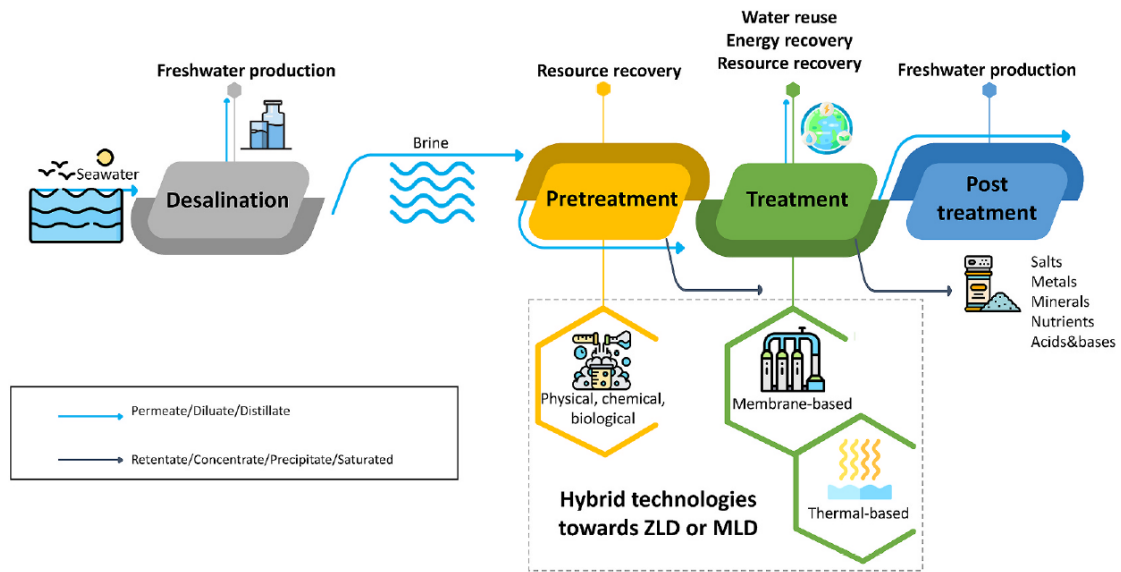 Water reuse
Energy recovery
Resource recovery
Freshwater production
Resource recovery
Freshwater production
Seawater
Brine
Desalination
Pretreatment
Treatment
Post
treatment
Salts
Metals
Minerals
Nutrients
Acids&bases
Physical, chemical,
biological
Membrane-based
Thermal-based
Hybrid technologies
towards ZLD or MLD
Permeate/Diluate/Distillate
Retentate/Concentrate/Precipitate/Saturated